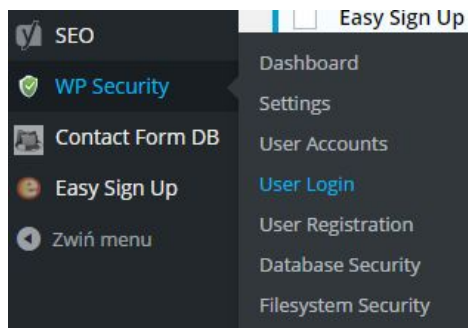 SEO
WP Security
Contact Form DB
Easy Sign Up
Zwiń menu
Easy Sign Up
Dashboard
Settings
User Accounts
User Login
User Registration
Database Security
Filesystem Security